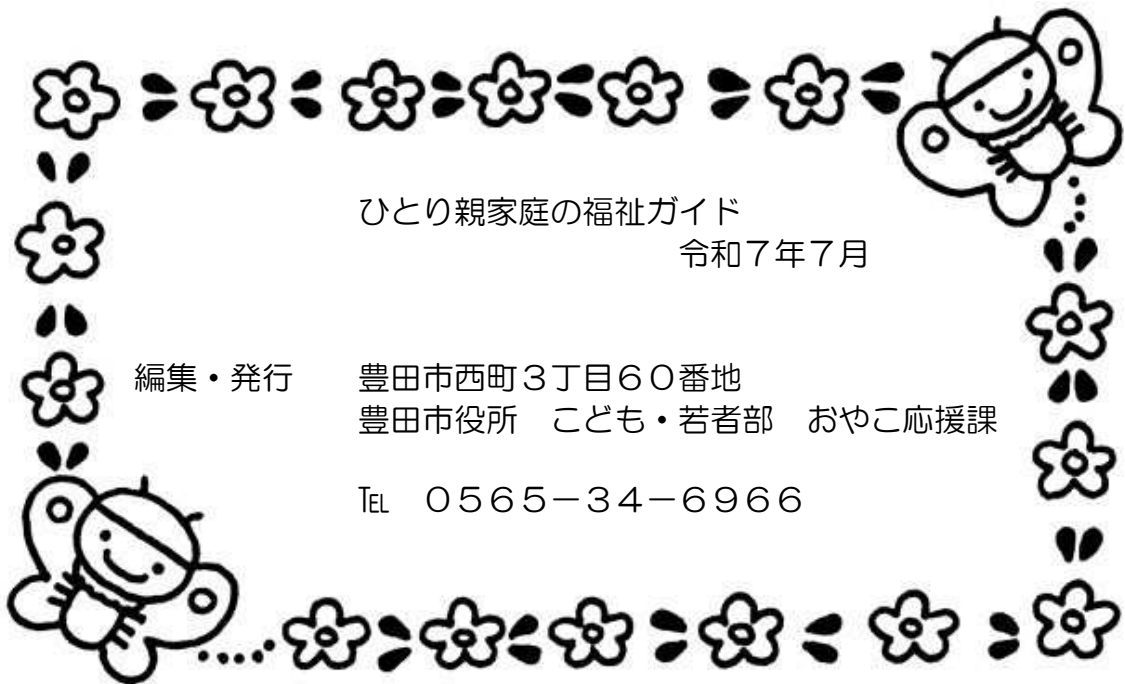 ひとり親家庭の福祉ガイド
令和７年７月
編集・発行　豊田市西町３丁目６０番地
豊田市役所　こども・若者部　おやこ応援課
℡　０５６５－３４－６９６６